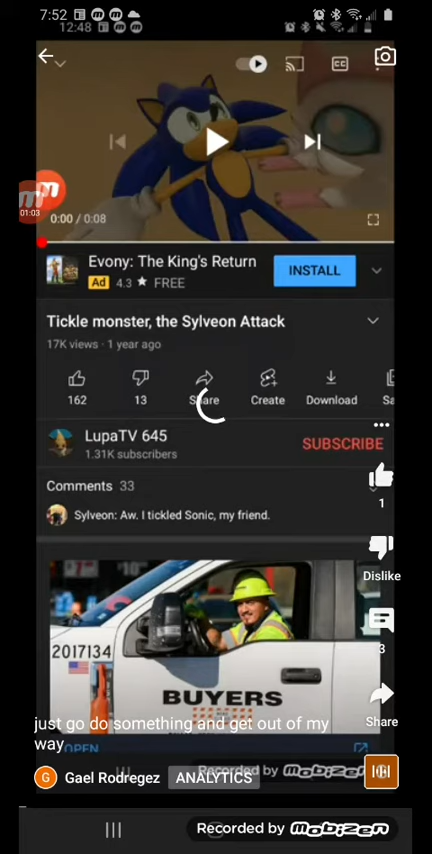 7:52
12:48
01:03
CC
0:00 / 0:08
Evony: The King's Return
INSTALL
Ad 4.3 ★ FREE
Tickle monster, the Sylveon Attack
17K views · 1 year ago
162 13 Share Create Download Sa
LupaTV 645
1.31K subscribers
SUBSCRIBE
1
Comments 33
Sylveon: Aw. I tickled Sonic, my friend.
Dislike
2017134
3
BUYERS
Share
just go do something and get out of my
way
OPEN
G Gael Rodregez ANALYTICS
Recorded by Mobizen
Recorded by Mobizen